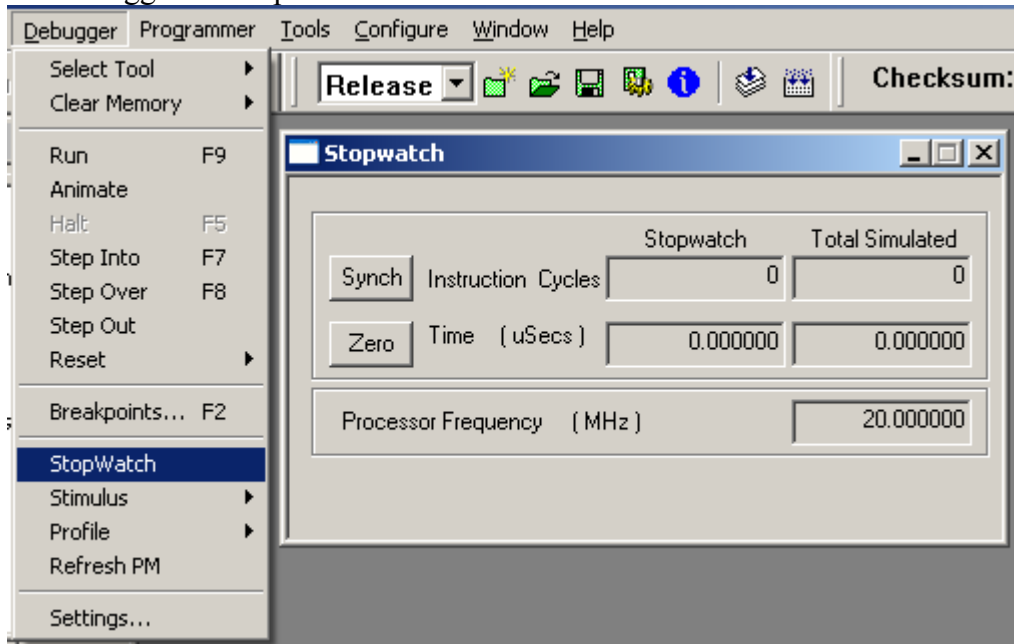 Debugger Programmer Tools Configure Window Help
Select Tool
Clear Memory
Release
Checksum:
Run F9
Animate
Halt F5
Step Into F7
Step Over F8
Step Out
Reset
Breakpoints... F2
StopWatch
Stimulus
Profile
Refresh PM
Settings...
Stopwatch
Stopwatch Total Simulated
Synch Instruction Cycles 0 0
Zero Time (uSecs) 0.000000 0.000000
Processor Frequency (MHz) 20.000000